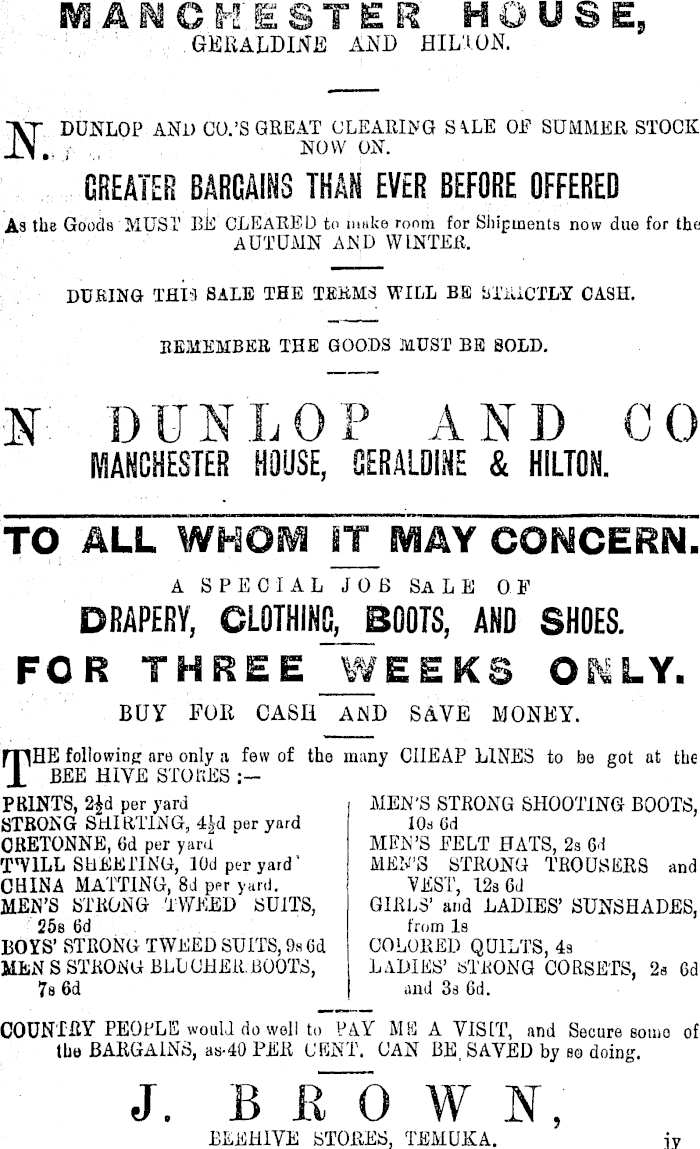 MANCHESTER HOUSE,
GERALDINE AND HILTON.
N. DUNLOP AND CO.'S GREAT CLEARING SALE OF SUMMER STOCK
NOW ON.
GREATER BARGAINS THAN EVER BEFORE OFFERED
As the Goods MUST BE CLEARED to make room for Shipments now due for the
AUTUMN AND WINTER.
DURING THIS SALE THE TERMS WILL BE STRICTLY CASH.
REMEMBER THE GOODS MUST BE SOLD.
N DUNLOP AND CO
MANCHESTER HOUSE, GERALDINE & HILTON.
TO ALL WHOM IT MAY CONCERN.
A SPECIAL JOB SALE OF
DRAPERY, CLOTHING, BOOTS, AND SHOES.
FOR THREE WEEKS ONLY.
BUY FOR CASH AND SAVE MONEY.
THE following are only a few of the many CHEAP LINES to be got at the
BEE HIVE STORES :—
PRINTS, 2½d per yard
STRONG SHIRTING, 4½d per yard
CRETONNE, 6d per yard
TWILL SHEETING, 10d per yard
CHINA MATTING, 8d per yard.
MEN'S STRONG TWEED SUITS,
25s 6d
BOYS' STRONG TWEED SUITS, 9s 6d
MEN S STRONG BLUCHER BOOTS,
7s 6d
MEN'S STRONG SHOOTING BOOTS,
10s 6d
MEN'S FELT HATS, 2s 6d
MEN'S STRONG TROUSERS and
VEST, 12s 6d
GIRLS' and LADIES' SUNSHADES,
from 1s
COLORED QUILTS, 4s
LADIES' STRONG CORSETS, 2s 6d
and 3s 6d.
COUNTRY PEOPLE would do well to PAY ME A VISIT, and Secure some of
the BARGAINS, as 40 PER CENT. CAN BE SAVED by so doing.
J. BROWN,
BEEHIVE STORES, TEMUKA.
jy